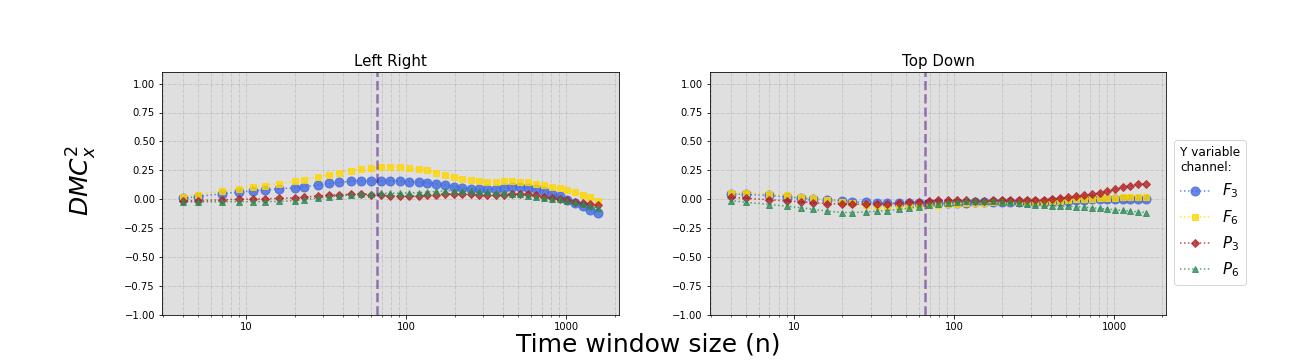 Left Right
Top Down
DMC²ₓ
1.00
0.75
0.50
0.25
0.00
−0.25
−0.50
−0.75
−1.00
10 100 1000
1.00
0.75
0.50
0.25
0.00
−0.25
−0.50
−0.75
−1.00
10 100 1000
Y variable
channel:
F₃
F₆
P₃
P₆
Time window size (n)